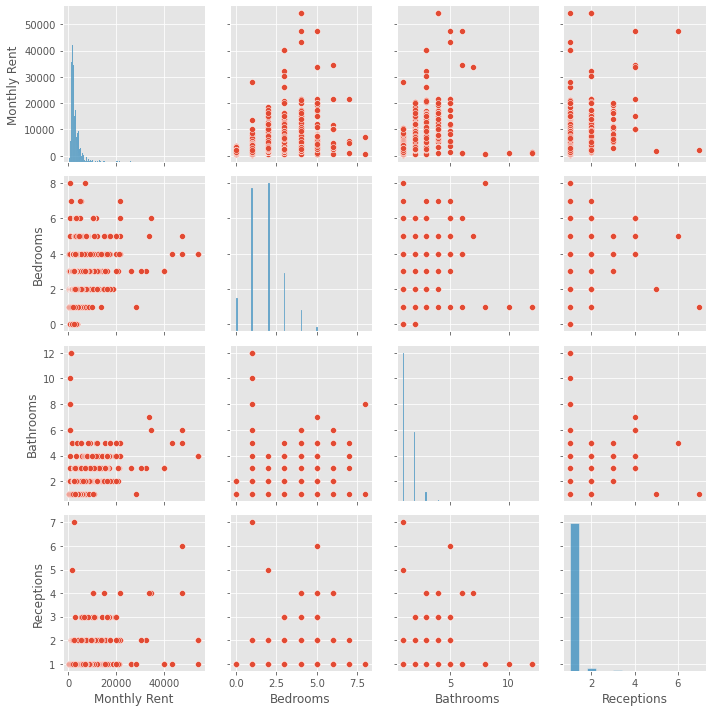 50000
40000
30000
20000
10000
0
Monthly Rent
8
6
4
2
0
Bedrooms
12
10
8
6
4
2
Bathrooms
7
6
5
4
3
2
1
Receptions
0 20000 40000
Monthly Rent
0.0 2.5 5.0 7.5
Bedrooms
5 10
Bathrooms
2 4 6
Receptions